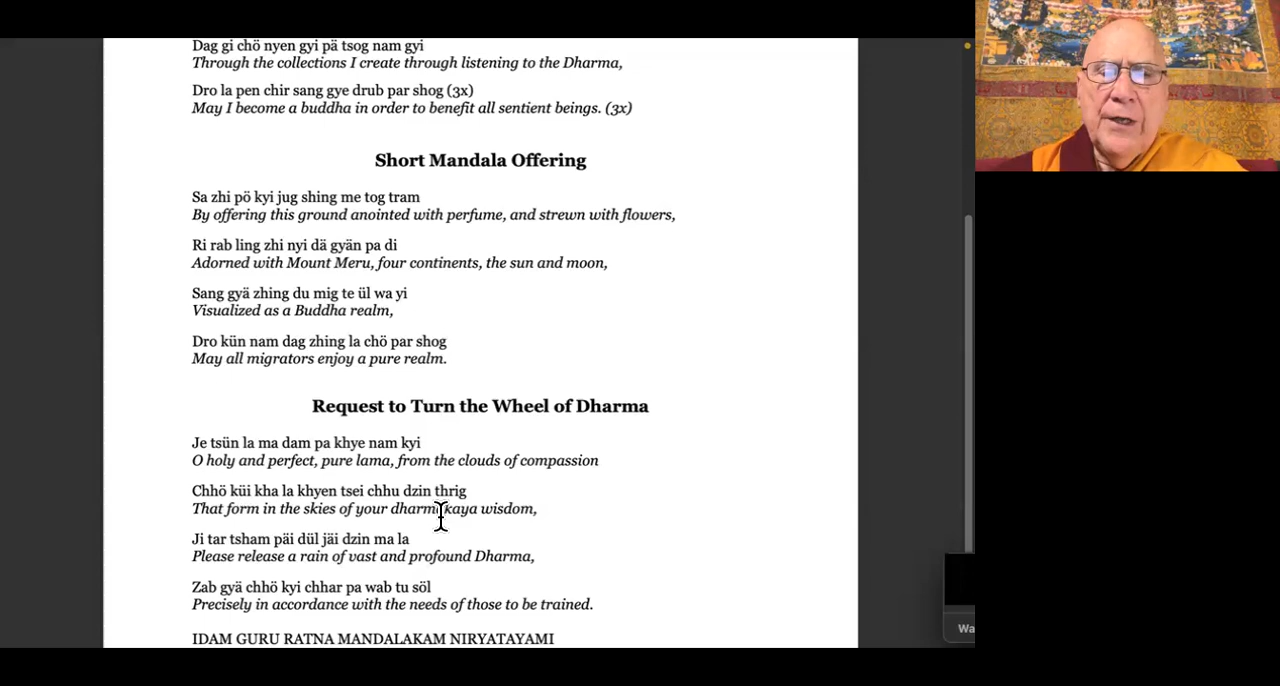 Dag gi chö nyen gyi pä tsog nam gyi
Through the collections I create through listening to the Dharma,
Dro la pen chir sang gye drub par shog (3x)
May I become a buddha in order to benefit all sentient beings. (3x)
Short Mandala Offering
Sa zhi pö kyi jug shing me tog tram
By offering this ground anointed with perfume, and strewn with flowers,
Ri rab ling zhi nyi dä gyän pa di
Adorned with Mount Meru, four continents, the sun and moon,
Sang gyä zhing du mig te ül wa yi
Visualized as a Buddha realm,
Dro kün nam dag zhing la chö par shog
May all migrators enjoy a pure realm.
Request to Turn the Wheel of Dharma
Je tsün la ma dam pa khye nam kyi
O holy and perfect, pure lama, from the clouds of compassion
Chhö küi kha la khyen tsei chhu dzin thrig
That form in the skies of your dharmakaya wisdom,
Ji tar tsham päi dül jäi dzin ma la
Please release a rain of vast and profound Dharma,
Zab gyä chhö kyi chhar pa wab tu söl
Precisely in accordance with the needs of those to be trained.
IDAM GURU RATNA MANDALAKAM NIRYATAYAMI
Wa